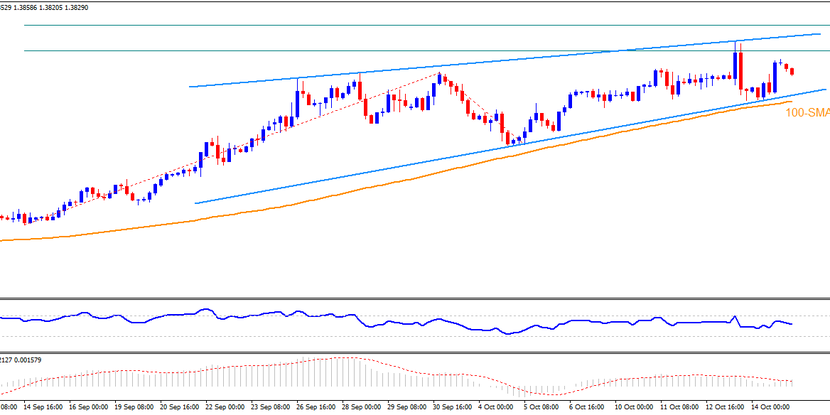 1.38586 1.38205 1.38290
100-SMA
0.001579
08:00
14 Sep 16:00
16 Sep 00:00
19 Sep 08:00
20 Sep 16:00
22 Sep 00:00
23 Sep 08:00
26 Sep 16:00
28 Sep 00:00
29 Sep 08:00
30 Sep 16:00
4 Oct 00:00
5 Oct 08:00
6 Oct 16:00
10 Oct 00:00
11 Oct 08:00
12 Oct 16:00
14 Oct 00:00